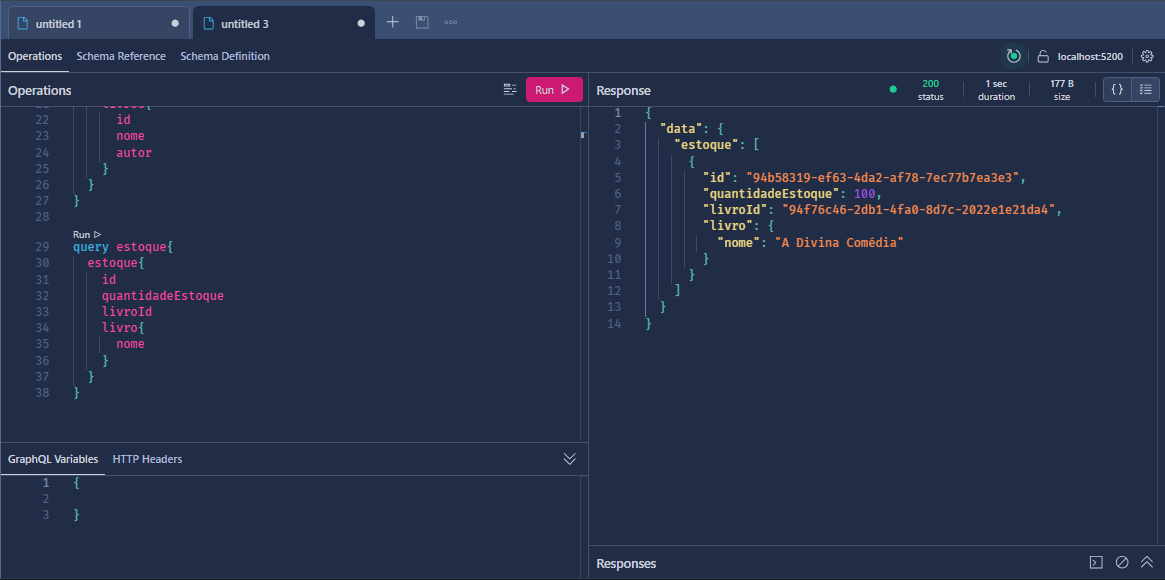 untitled 1
untitled 3
Operations Schema Reference Schema Definition
localhost:5200
Operations
Run
22 id
23 nome
24 autor
25 }
26 }
27 }
28
Run
29 query estoque{
30 estoque{
31 id
32 quantidadeEstoque
33 livroId
34 livro{
35 nome
36 }
37 }
38 }
GraphQL Variables HTTP Headers
1 {
2
3 }
Response
200
status
1 sec
duration
177 B
size
{}
1 {
2 "data": {
3 "estoque": [
4 {
5 "id": "94b58319-ef63-4da2-af78-7ec77b7ea3e3",
6 "quantidadeEstoque": 100,
7 "livroId": "94f76c46-2db1-4fa0-8d7c-2022e1e21da4",
8 "livro": {
9 "nome": "A Divina Comédia"
10 }
11 }
12 ]
13 }
14 }
Responses